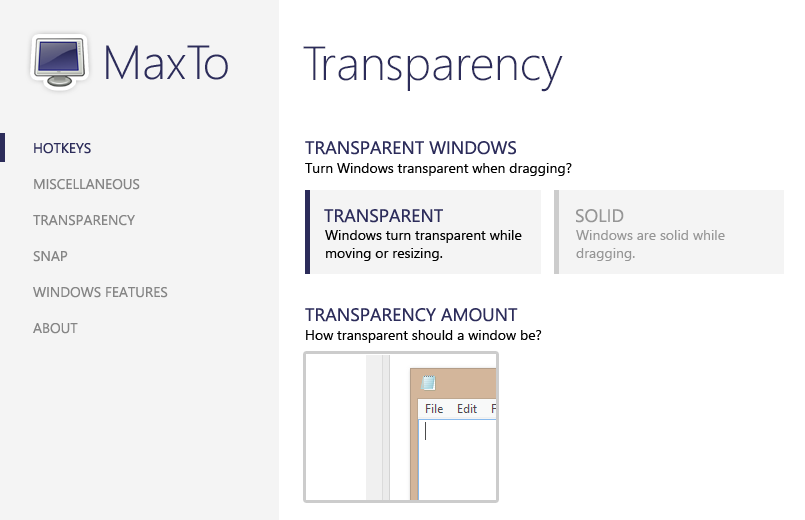 MaxTo
HOTKEYS
MISCELLANEOUS
TRANSPARENCY
SNAP
WINDOWS FEATURES
ABOUT
Transparency
TRANSPARENT WINDOWS
Turn Windows transparent when dragging?
TRANSPARENT
Windows turn transparent while
moving or resizing.
SOLID
Windows are solid while
dragging.
TRANSPARENCY AMOUNT
How transparent should a window be?
File Edit F